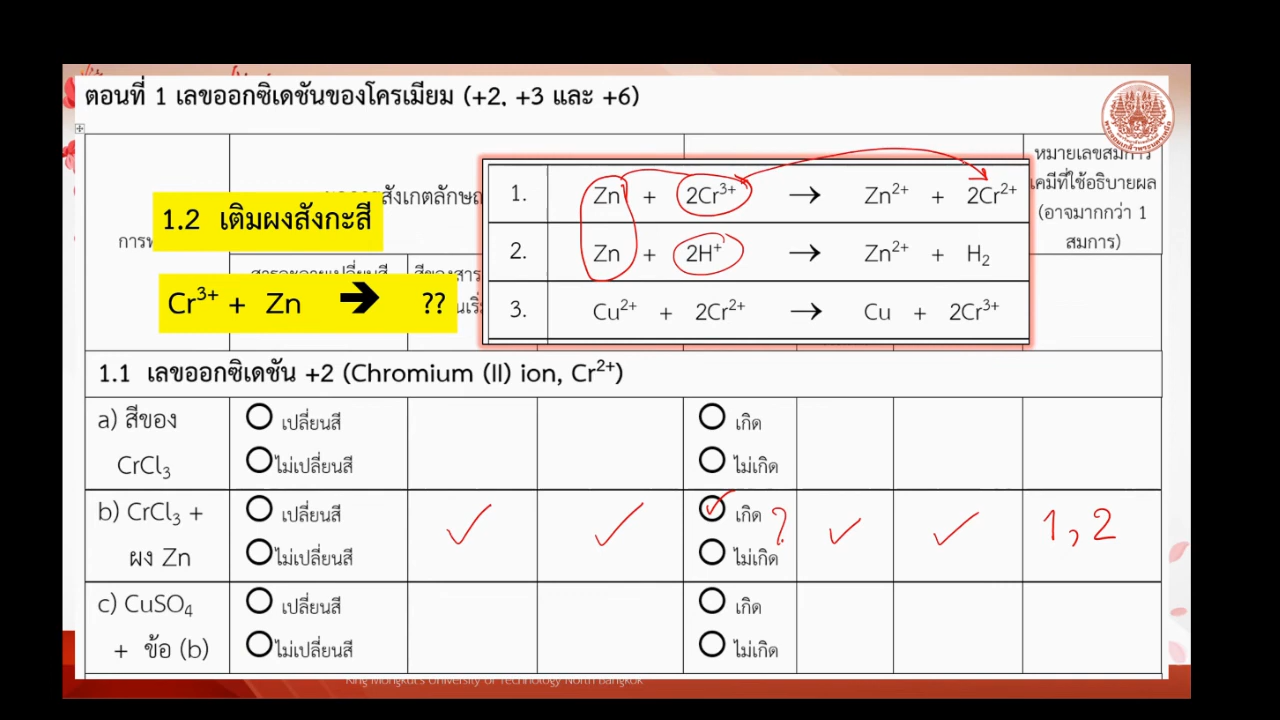 ตอนที่ 1 เลขออกซิเดชันของโครเมียม (+2, +3 และ +6)
หมายเลขสมการ
เคมีที่ใช้อธิบายผล
(อาจมากกว่า 1
สมการ)
1. Zn + 2Cr³⁺ → Zn²⁺ + 2Cr²⁺
2. Zn + 2H⁺ → Zn²⁺ + H₂
3. Cu²⁺ + 2Cr²⁺ → Cu + 2Cr³⁺
1.2 เติมผงสังกะสี
Cr³⁺ + Zn ➔ ??
1.1 เลขออกซิเดชัน +2 (Chromium (II) ion, Cr²⁺)
a) สีของ เปลี่ยนสี เกิด
CrCl₃ ไม่เปลี่ยนสี ไม่เกิด
b) CrCl₃ + เปลี่ยนสี ✓ ✓ ✓ เกิด ? ✓ ✓ 1, 2
ผง Zn ไม่เปลี่ยนสี ไม่เกิด
c) CuSO₄ เปลี่ยนสี เกิด
+ ข้อ (b) ไม่เปลี่ยนสี ไม่เกิด
King Mongkut's University of Technology North Bangkok